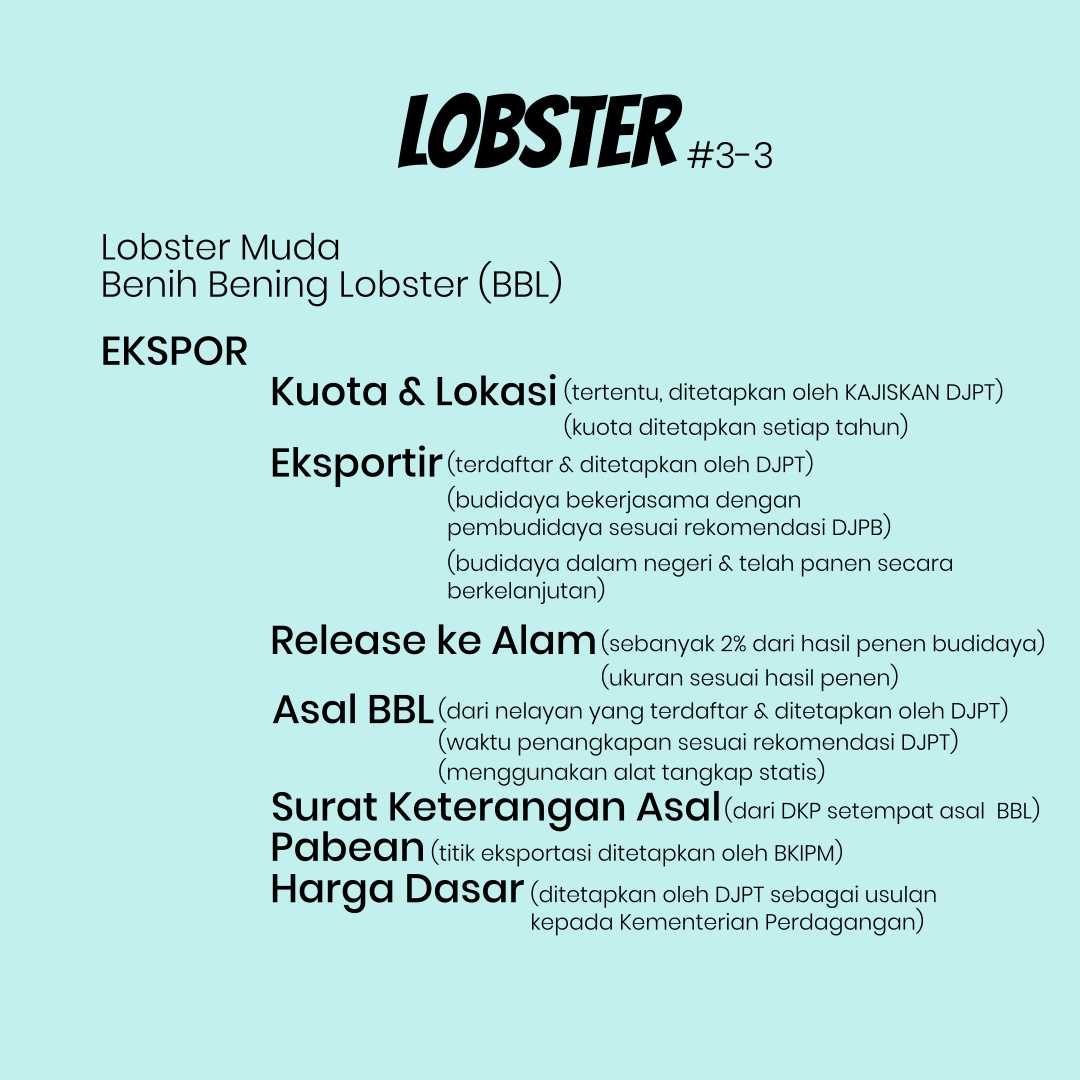 LOBSTER #3-3
Lobster Muda
Benih Bening Lobster (BBL)
EKSPOR
Kuota & Lokasi (tertentu, ditetapkan oleh KAJISKAN DJPT)
(kuota ditetapkan setiap tahun)
Eksportir (terdaftar & ditetapkan oleh DJPT)
(budidaya bekerjasama dengan
pembudidaya sesuai rekomendasi DJPB)
(budidaya dalam negeri & telah panen secara
berkelanjutan)
Release ke Alam (sebanyak 2% dari hasil penen budidaya)
(ukuran sesuai hasil penen)
Asal BBL (dari nelayan yang terdaftar & ditetapkan oleh DJPT)
(waktu penangkapan sesuai rekomendasi DJPT)
(menggunakan alat tangkap statis)
Surat Keterangan Asal (dari DKP setempat asal BBL)
Pabean (titik eksportasi ditetapkan oleh BKIPM)
Harga Dasar (ditetapkan oleh DJPT sebagai usulan
kepada Kementerian Perdagangan)